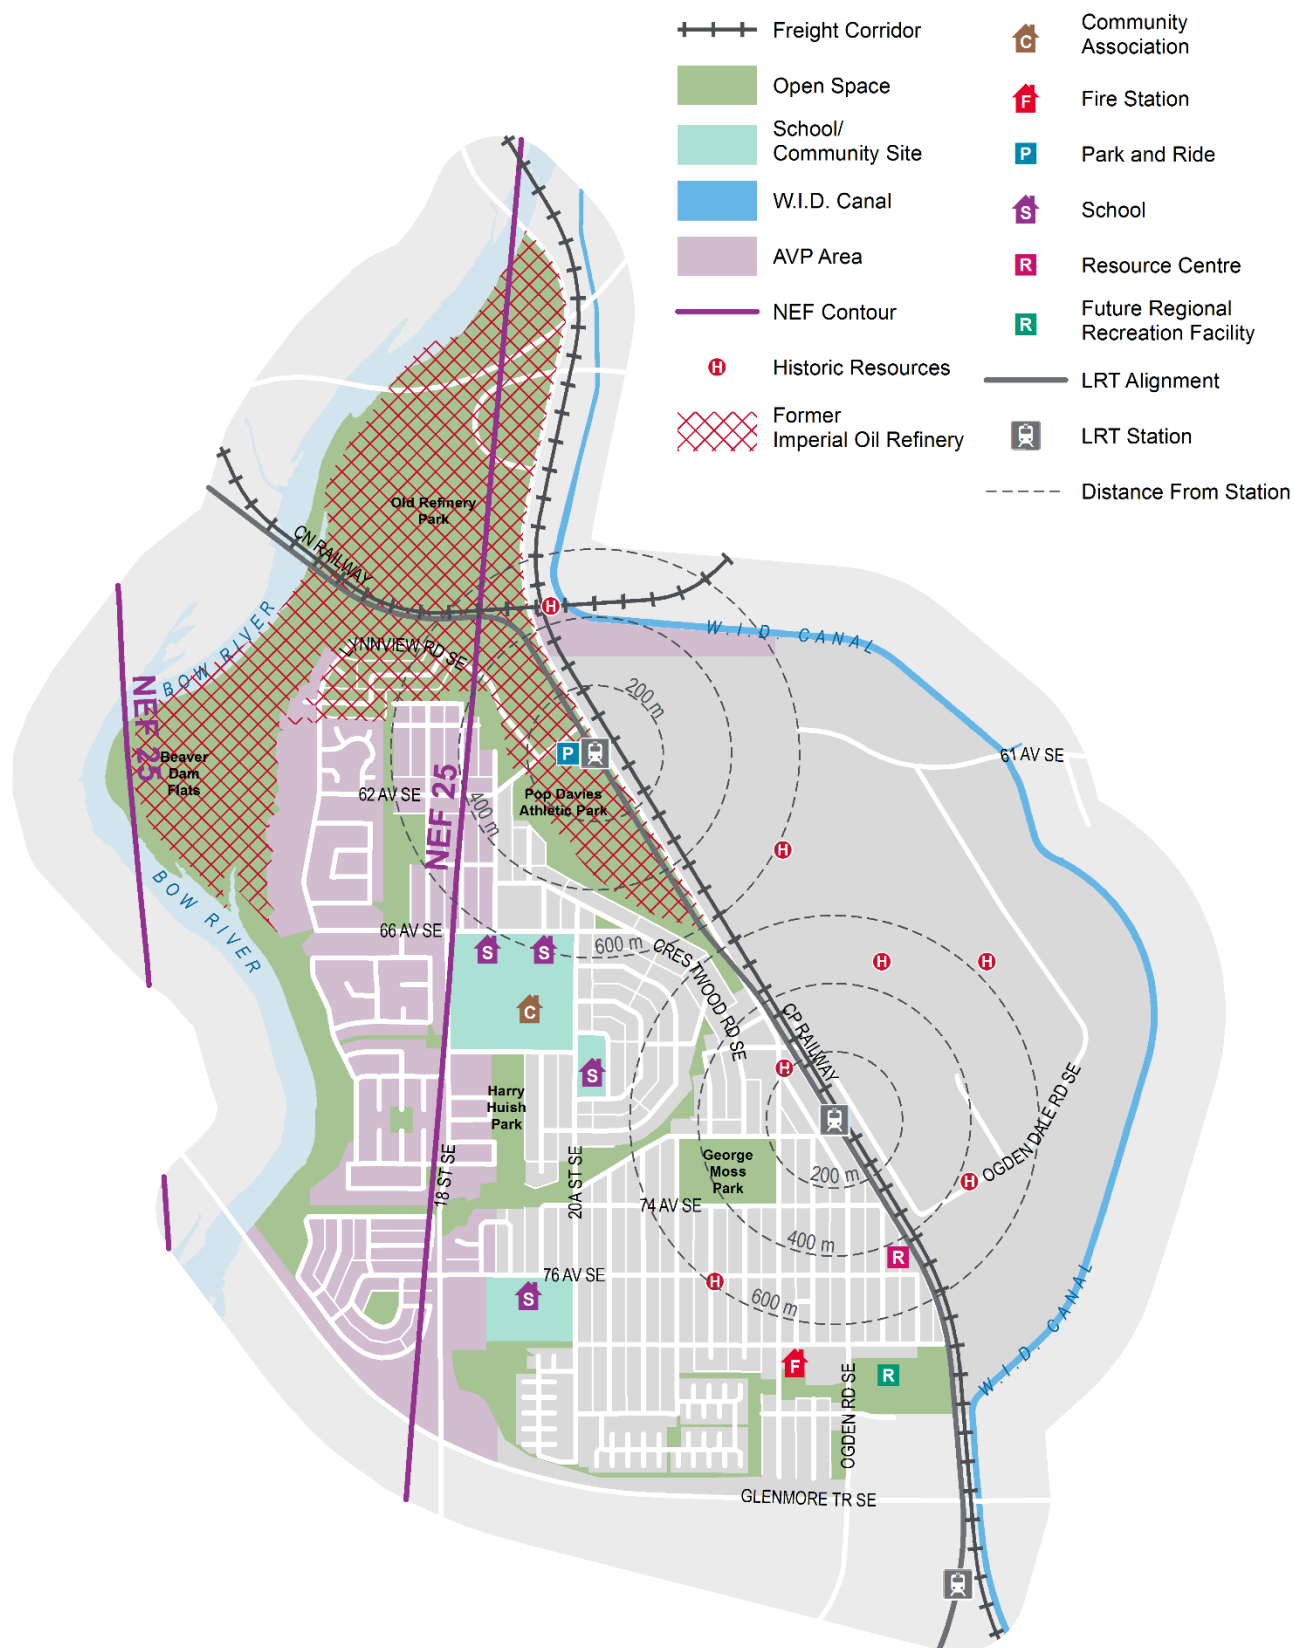 Freight Corridor
Open Space
School/
Community Site
W.I.D. Canal
AVP Area
NEF Contour
H
Historic Resources
Former
Imperial Oil Refinery
C
Community
Association
F
Fire Station
P
Park and Ride
S
School
R
Resource Centre
R
Future Regional
Recreation Facility
LRT Alignment
LRT Station
Distance From Station
Old Refinery
Park
CN RAILWAY
H
BOW RIVER
LYNNVIEW RD SE
W.I.D. CANAL
NEF 25
200 m
61 AV SE
P
Beaver
Dam
Flats
62 AV SE
NEF 25
400 m
Pop Davies
Athletic Park
H
BOW RIVER
66 AV SE
600 m
S
S
CRESTWOOD RD SE
H
H
C
CP RAILWAY
S
H
Harry
Huish
Park
OGDEN DALE RD SE
George
Moss
Park
200 m
H
18 ST SE
20A ST SE
74 AV SE
400 m
R
76 AV SE
H
600 m
S
W.I.D. CANAL
F
R
OGDEN RD SE
GLENMORE TR SE